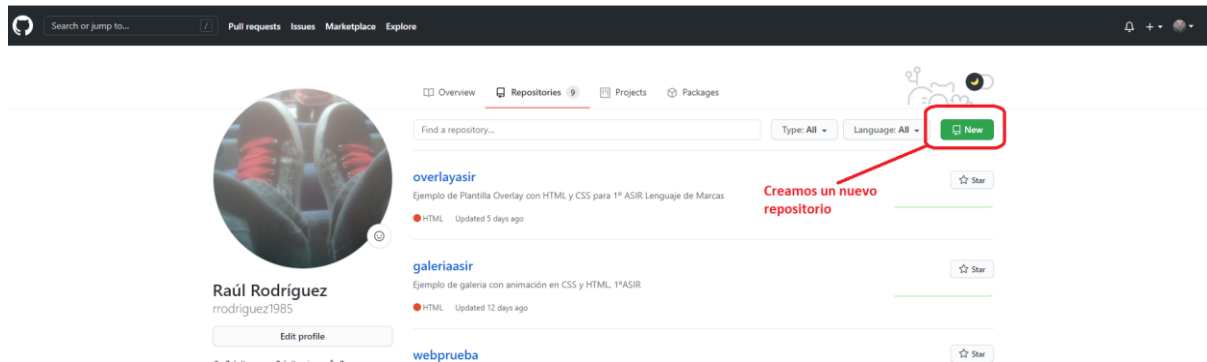 Search or jump to... / Pull requests Issues Marketplace Explore
Overview Repositories 9 Projects Packages
Find a repository... Type: All Language: All New
overlayasir Star
Ejemplo de Plantilla Overlay con HTML y CSS para 1º ASIR Lenguaje de Marcas
HTML Updated 5 days ago
Creamos un nuevo
repositorio
galeriaasir Star
Ejemplo de galeria con animación en CSS y HTML. 1ºASIR
HTML Updated 12 days ago
Raúl Rodríguez
rrodriguez1985
Edit profile
webprueba Star